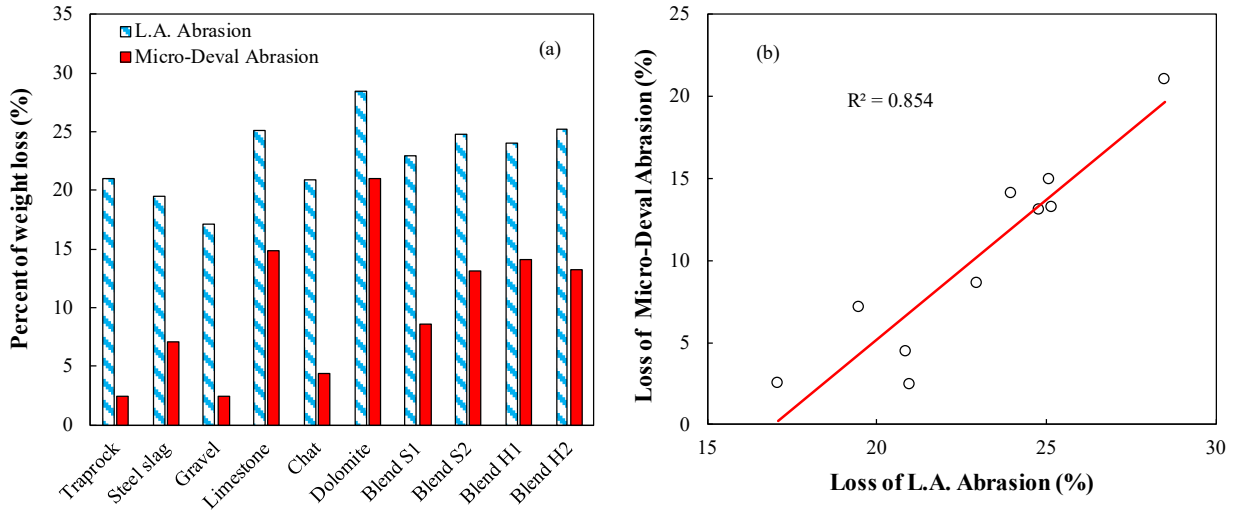 Percent of weight loss (%)
35
30
25
20
15
10
5
0
L.A. Abrasion
Micro-Deval Abrasion
(a)
Traprock
Steel slag
Gravel
Limestone
Chat
Dolomite
Blend S1
Blend S2
Blend H1
Blend H2
Loss of Micro-Deval Abrasion (%)
25
20
15
10
5
0
(b)
R² = 0.854
15
20
25
30
Loss of L.A. Abrasion (%)